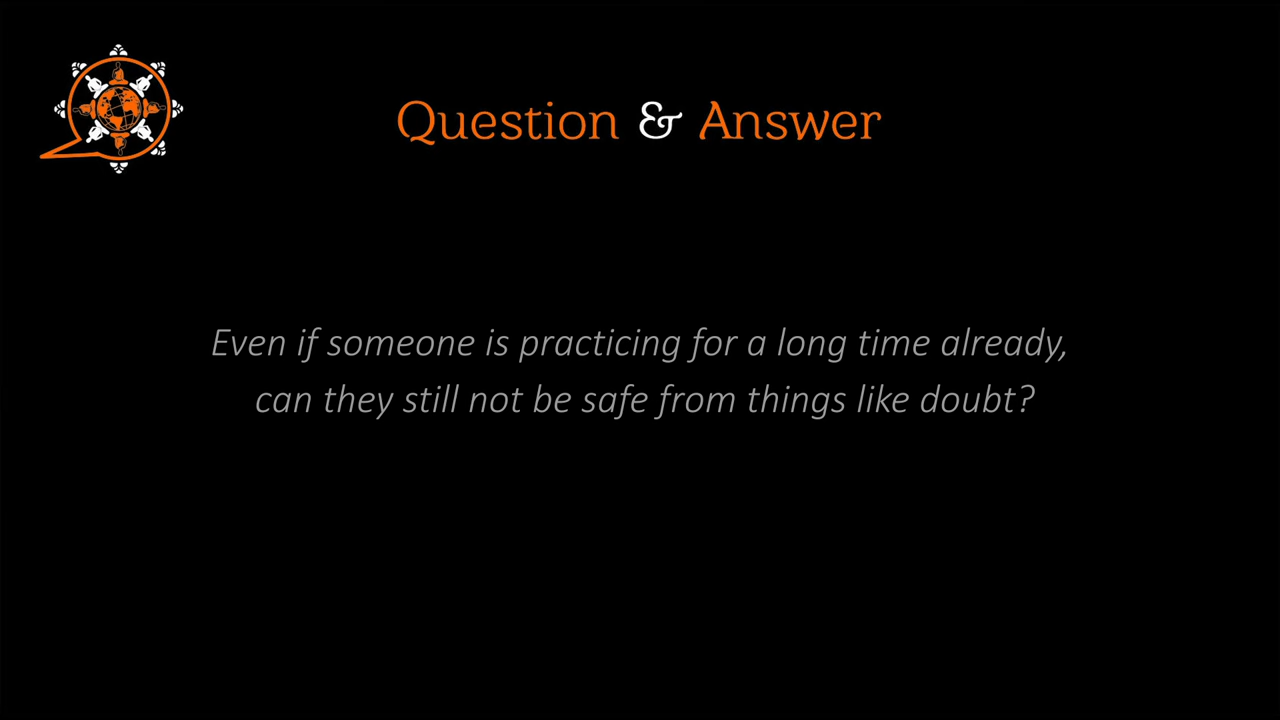 Question & Answer
Even if someone is practicing for a long time already,
can they still not be safe from things like doubt?